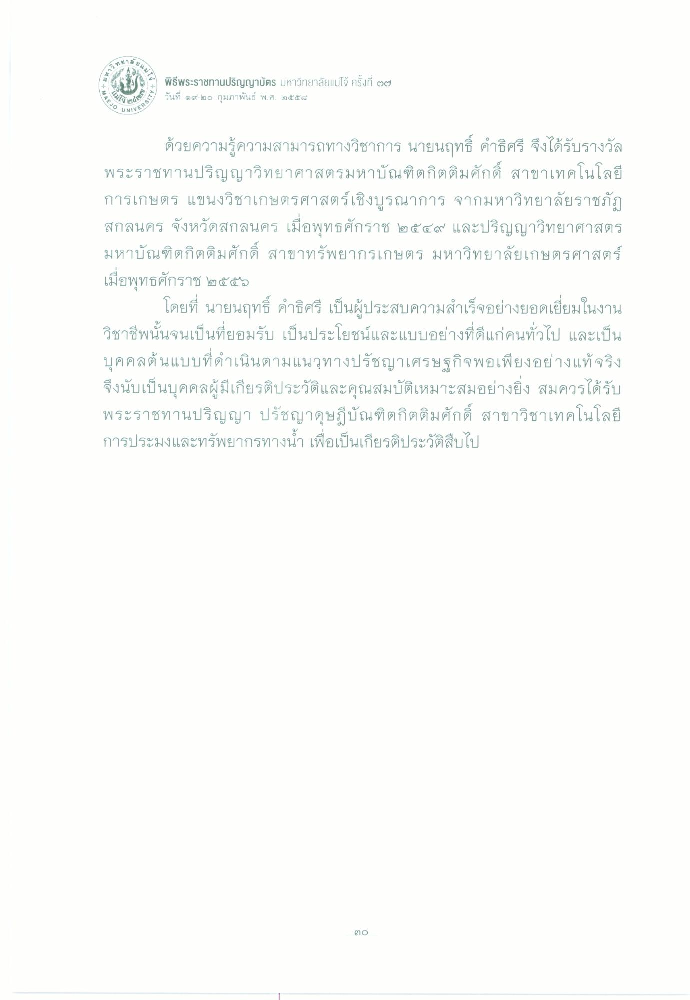 มหาวิทยาลัยแม่โจ้
แม่โจ้ ๒๔๗๗
MAEJO UNIVERSITY
พิธีพระราชทานปริญญาบัตร มหาวิทยาลัยแม่โจ้ ครั้งที่ ๓๗
วันที่ ๑๙-๒๐ กุมภาพันธ์ พ.ศ. ๒๕๕๘
ด้วยความรู้ความสามารถทางวิชาการ นายนฤทธิ์ คำธิศรี จึงได้รับรางวัล
พระราชทานปริญญาวิทยาศาสตรมหาบัณฑิตกิตติมศักดิ์ สาขาเทคโนโลยี
การเกษตร แขนงวิชาเกษตรศาสตร์เชิงบูรณาการ จากมหาวิทยาลัยราชภัฏ
สกลนคร จังหวัดสกลนคร เมื่อพุทธศักราช ๒๕๔๙ และปริญญาวิทยาศาสตร
มหาบัณฑิตกิตติมศักดิ์ สาขาทรัพยากรเกษตร มหาวิทยาลัยเกษตรศาสตร์
เมื่อพุทธศักราช ๒๕๕๖
โดยที่ นายนฤทธิ์ คำธิศรี เป็นผู้ประสบความสำเร็จอย่างยอดเยี่ยมในงาน
วิชาชีพนั้นจนเป็นที่ยอมรับ เป็นประโยชน์และแบบอย่างที่ดีแก่คนทั่วไป และเป็น
บุคคลต้นแบบที่ดำเนินตามแนวทางปรัชญาเศรษฐกิจพอเพียงอย่างแท้จริง
จึงนับเป็นบุคคลผู้มีเกียรติประวัติและคุณสมบัติเหมาะสมอย่างยิ่ง สมควรได้รับ
พระราชทานปริญญา ปรัชญาดุษฎีบัณฑิตกิตติมศักดิ์ สาขาวิชาเทคโนโลยี
การประมงและทรัพยากรทางน้ำ เพื่อเป็นเกียรติประวัติสืบไป
๓๐